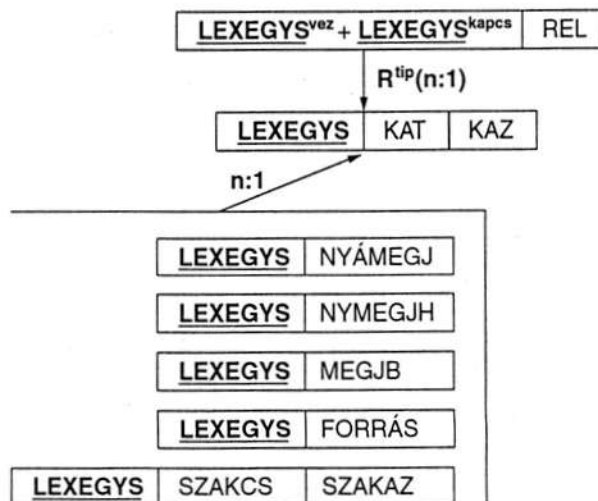 LEXEGYSvez + LEXEGYSkapcs REL
Rtip(n:1)
LEXEGYS KAT KAZ
n:1
LEXEGYS NYÁMEGJ
LEXEGYS NYMEGJH
LEXEGYS MEGJB
LEXEGYS FORRÁS
LEXEGYS SZAKCS SZAKAZ